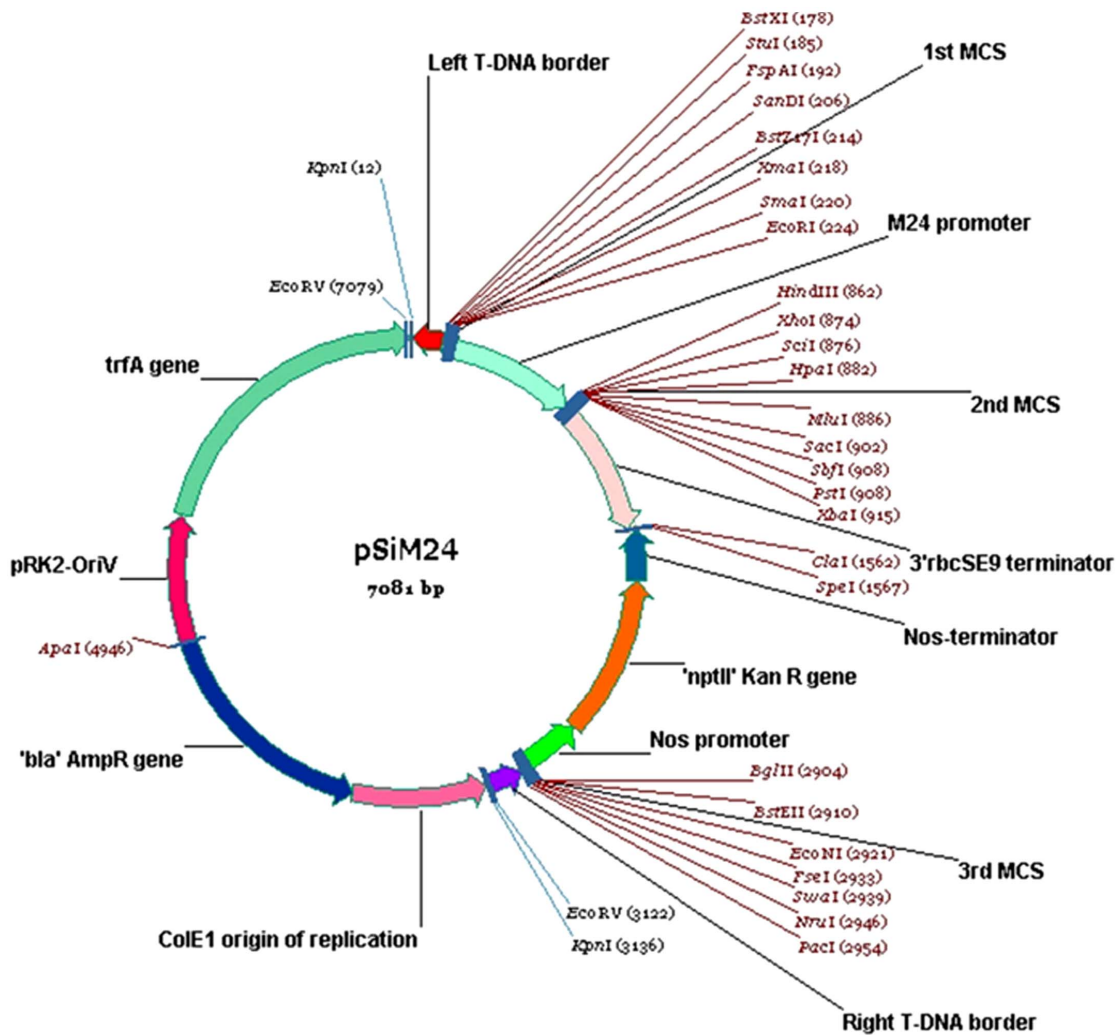 BstXI (178)
StuI (185)
1st MCS
Left T-DNA border
FspAI (192)
SanDI (206)
BstZ17I (214)
KpnI (12)
XmaI (218)
SmaI (220)
M24 promoter
EcoRI (224)
EcoRV (7079)
HindIII (862)
XhoI (874)
SciI (876)
trfA gene
HpaI (882)
2nd MCS
MluI (886)
SacI (902)
SbfI (908)
PstI (908)
XbaI (915)
pSiM24
7081 bp
pRK2-OriV
3'rbcSE9 terminator
ClaI (1562)
SpeI (1567)
Nos-terminator
ApaI (4946)
'nptII' Kan R gene
Nos promoter
'bla' AmpR gene
BglII (2904)
BstEII (2910)
EcoNI (2921)
3rd MCS
FseI (2933)
SwaI (2939)
NruI (2946)
PacI (2954)
EcoRV (3122)
KpnI (3136)
ColE1 origin of replication
Right T-DNA border